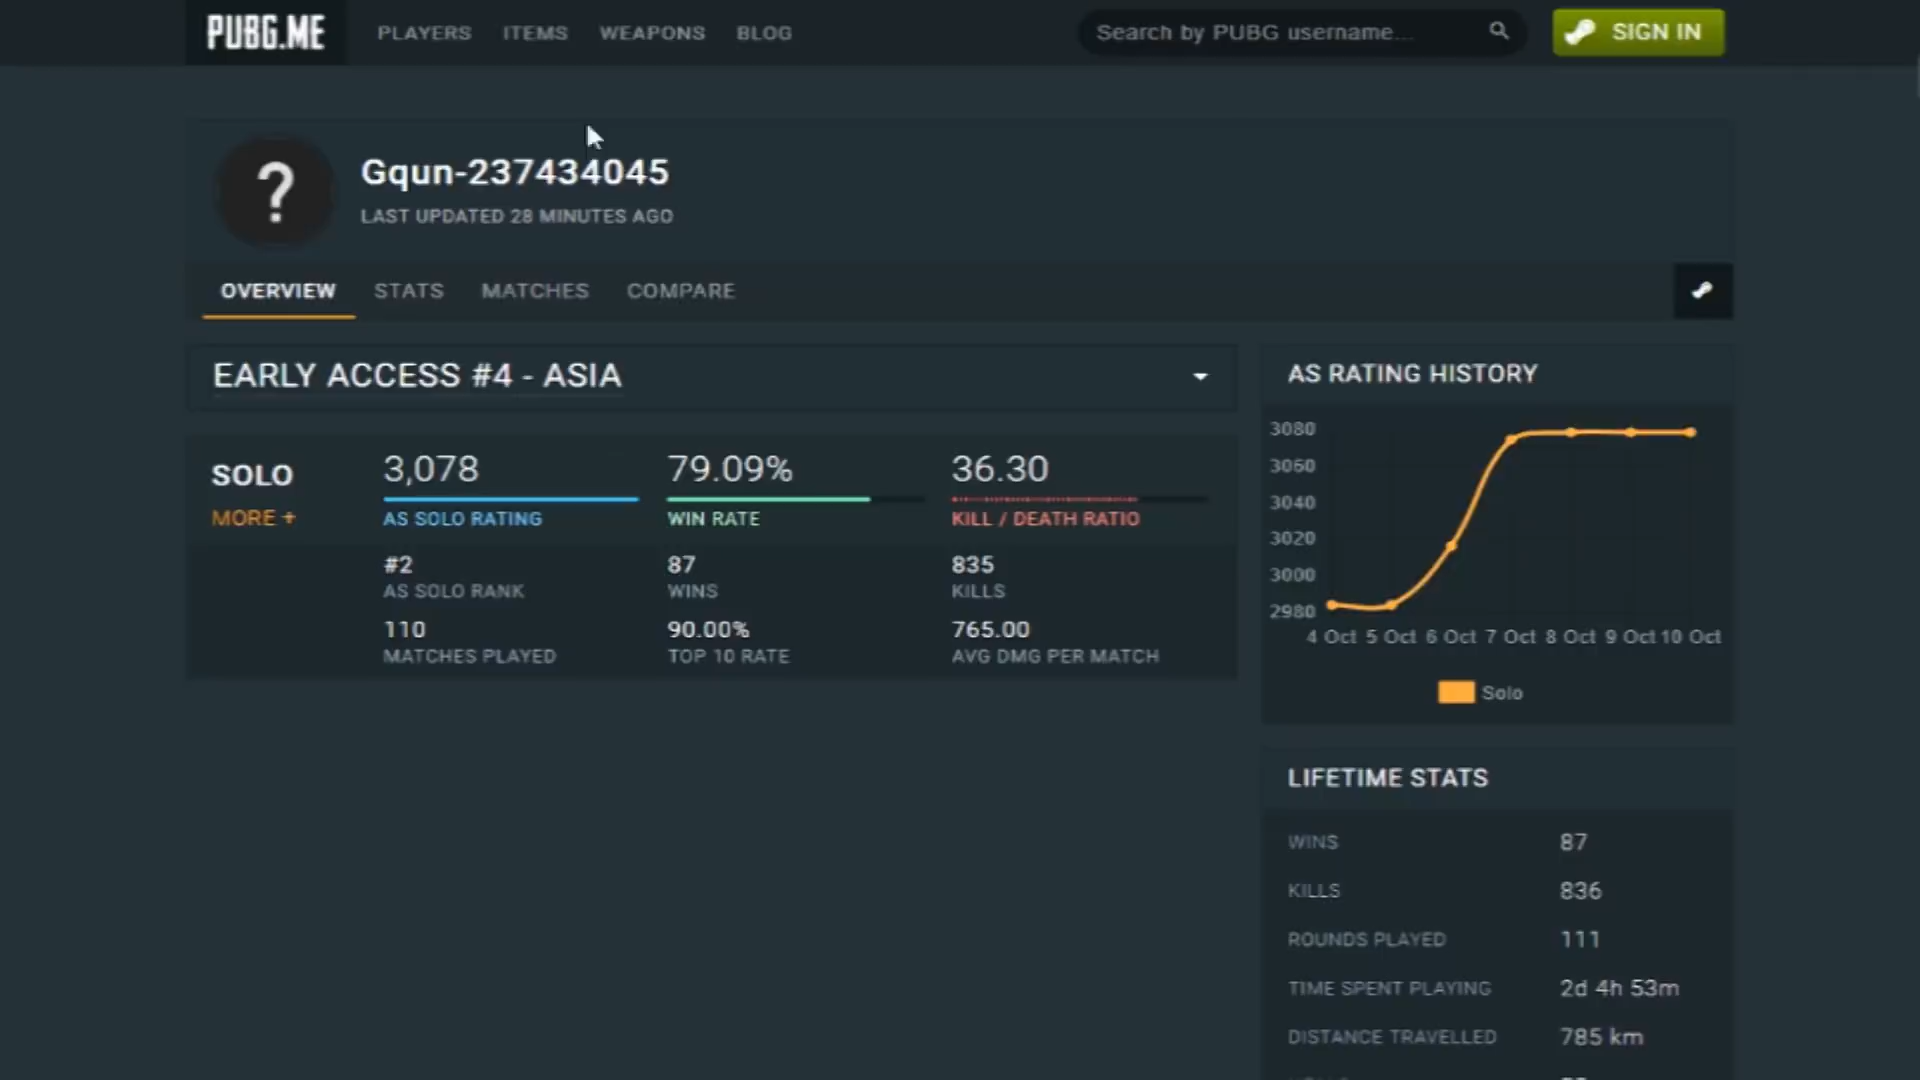 PUBG.ME PLAYERS ITEMS WEAPONS BLOG Search by PUBG username... SIGN IN
?
Gqun-237434045
LAST UPDATED 28 MINUTES AGO
OVERVIEW STATS MATCHES COMPARE
EARLY ACCESS #4 - ASIA
SOLO
MORE +
3,078
AS SOLO RATING
79.09%
WIN RATE
36.30
KILL / DEATH RATIO
#2
AS SOLO RANK
87
WINS
835
KILLS
110
MATCHES PLAYED
90.00%
TOP 10 RATE
765.00
AVG DMG PER MATCH
AS RATING HISTORY
3080
3060
3040
3020
3000
2980
4 Oct 5 Oct 6 Oct 7 Oct 8 Oct 9 Oct 10 Oct
Solo
LIFETIME STATS
WINS 87
KILLS 836
ROUNDS PLAYED 111
TIME SPENT PLAYING 2d 4h 53m
DISTANCE TRAVELLED 785 km